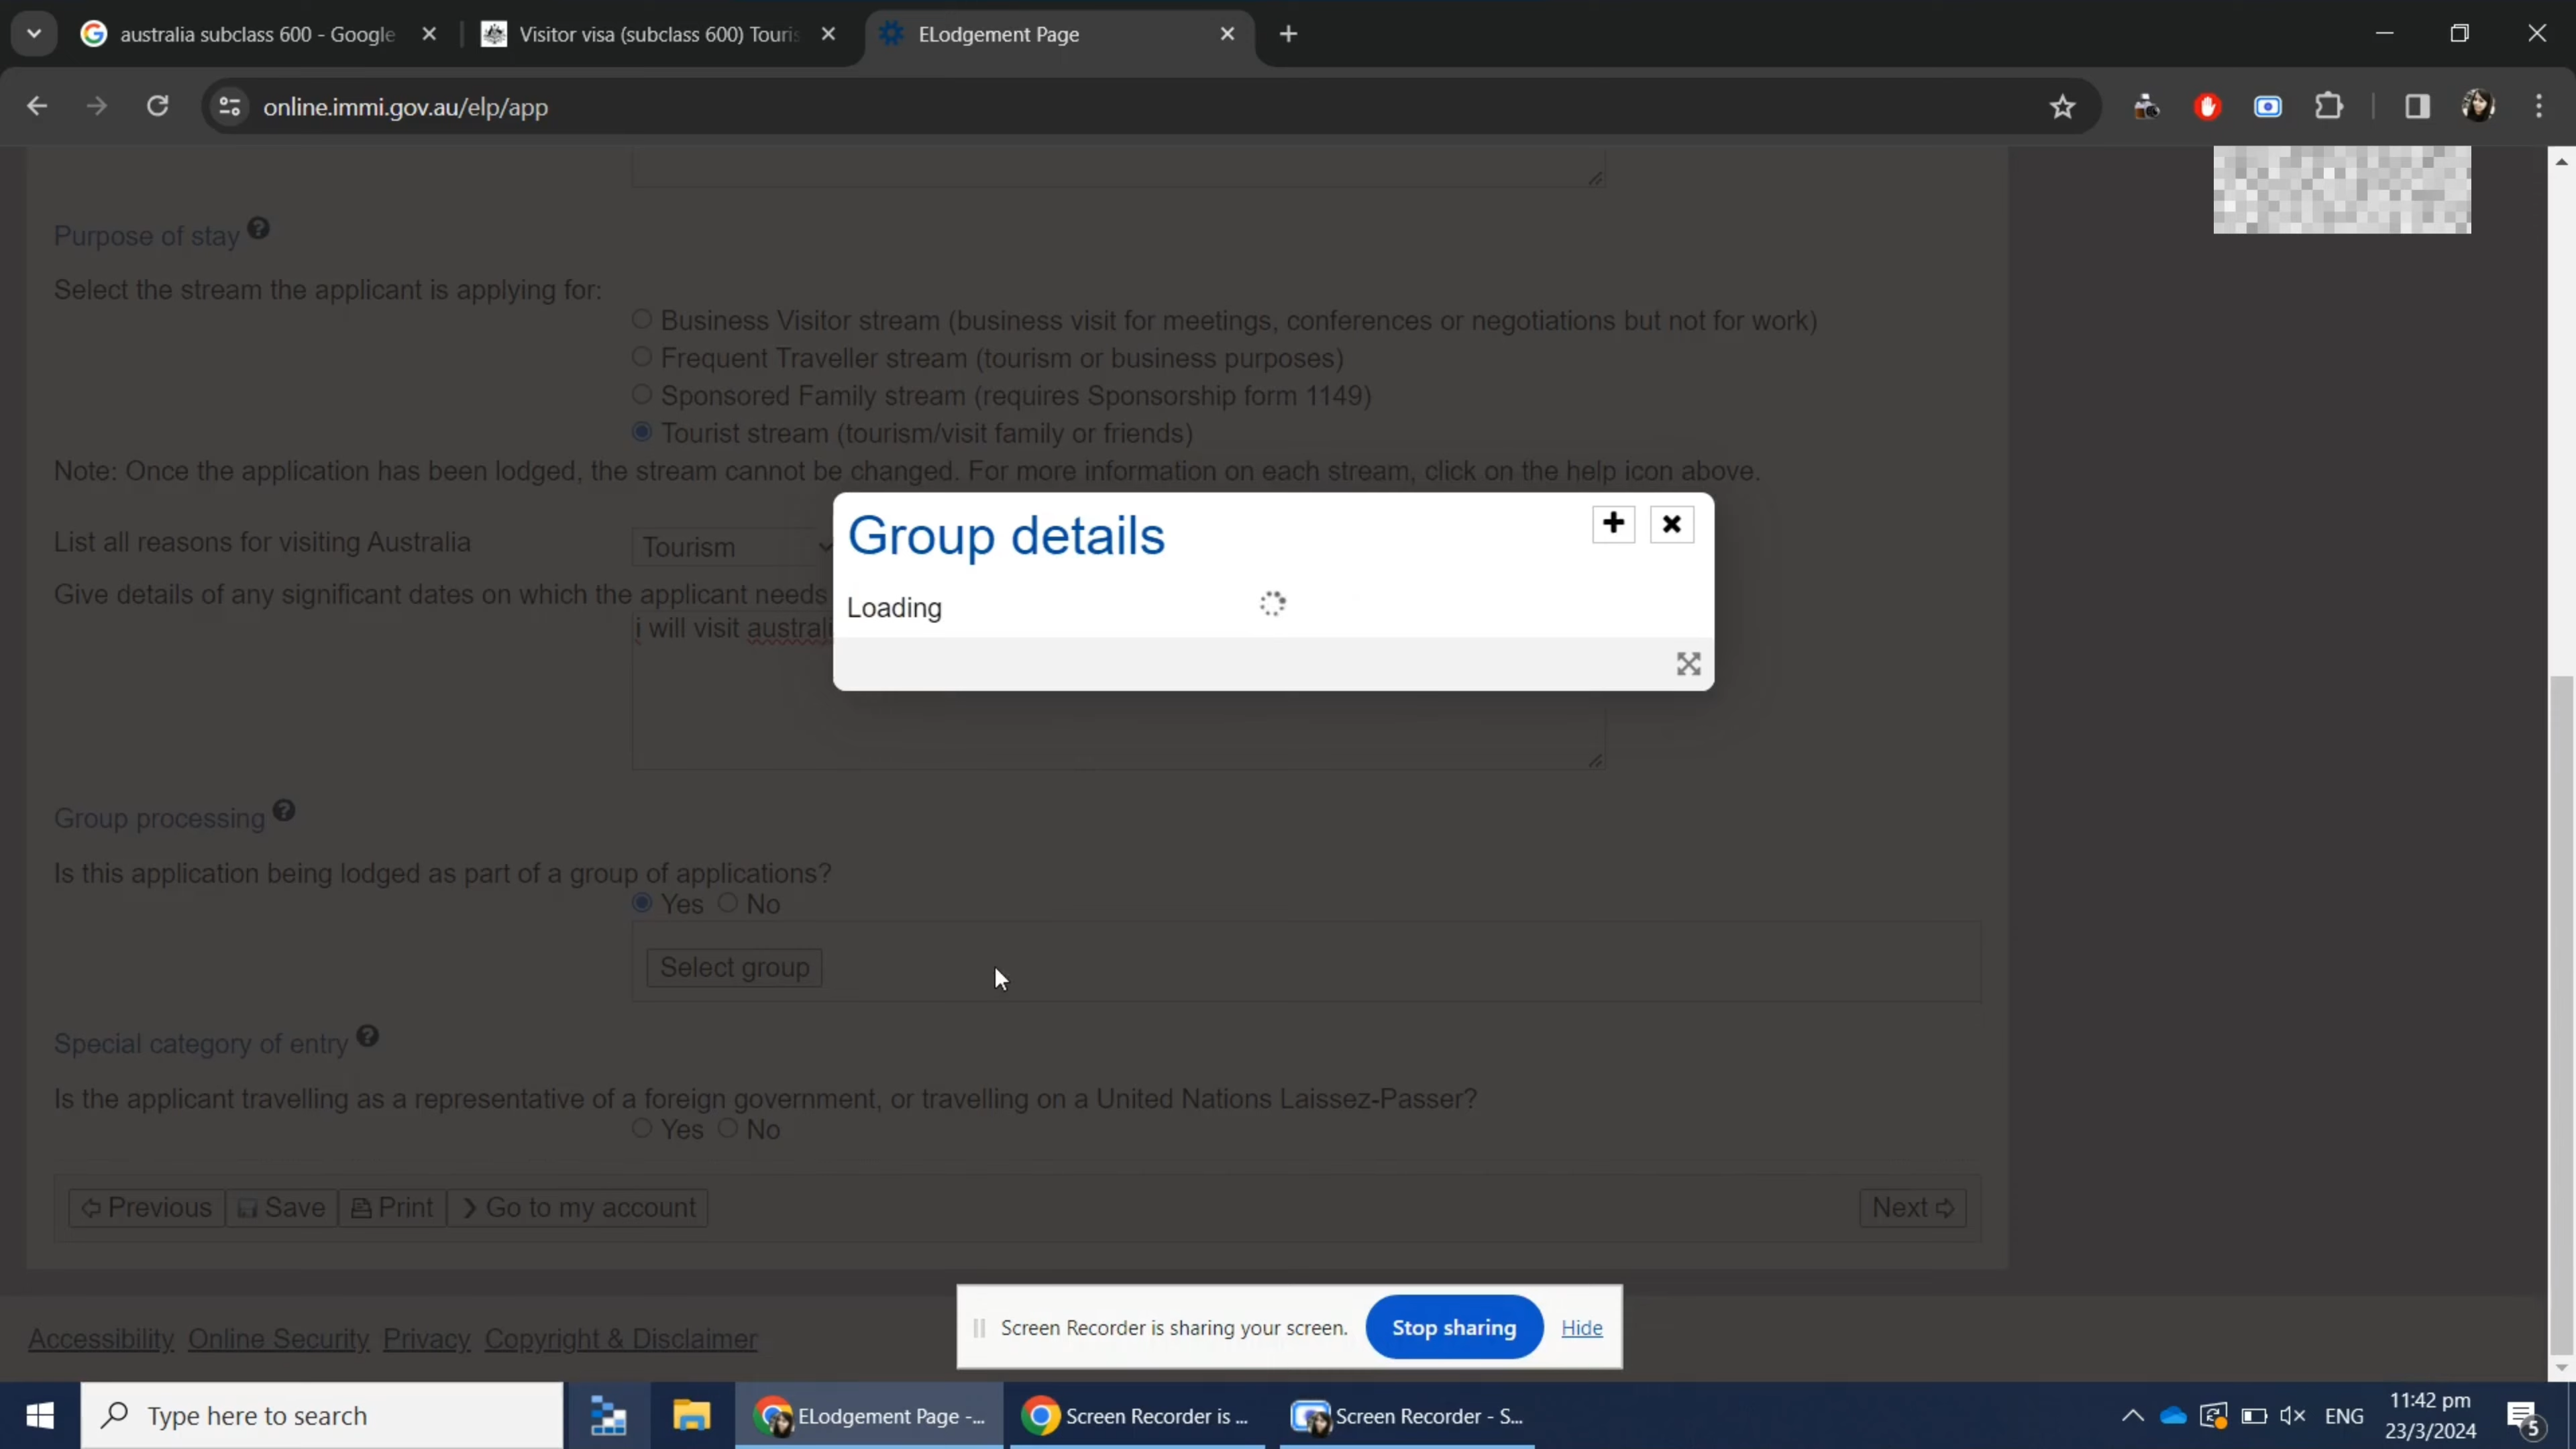 australia subclass 600 - Google
Visitor visa (subclass 600) Touris
ELodgement Page
online.immi.gov.au/elp/app
Purpose of stay
Select the stream the applicant is applying for:
Business Visitor stream (business visit for meetings, conferences or negotiations but not for work)
Frequent Traveller stream (tourism or business purposes)
Sponsored Family stream (requires Sponsorship form 1149)
Tourist stream (tourism/visit family or friends)
Note: Once the application has been lodged, the stream cannot be changed. For more information on each stream, click on the help icon above.
Group details
List all reasons for visiting Australia
Tourism
Give details of any significant dates on which the applicant needs
Loading
i will visit australi
Group processing
Is this application being lodged as part of a group of applications?
Yes No
Select group
Special category of entry
Is the applicant travelling as a representative of a foreign government, or travelling on a United Nations Laissez-Passer?
Yes No
Previous Save Print Go to my account Next
Screen Recorder is sharing your screen. Stop sharing Hide
Accessibility Online Security Privacy Copyright & Disclaimer
Type here to search
ELodgement Page -...
Screen Recorder is ...
Screen Recorder - S...
ENG
11:42 pm
23/3/2024
5